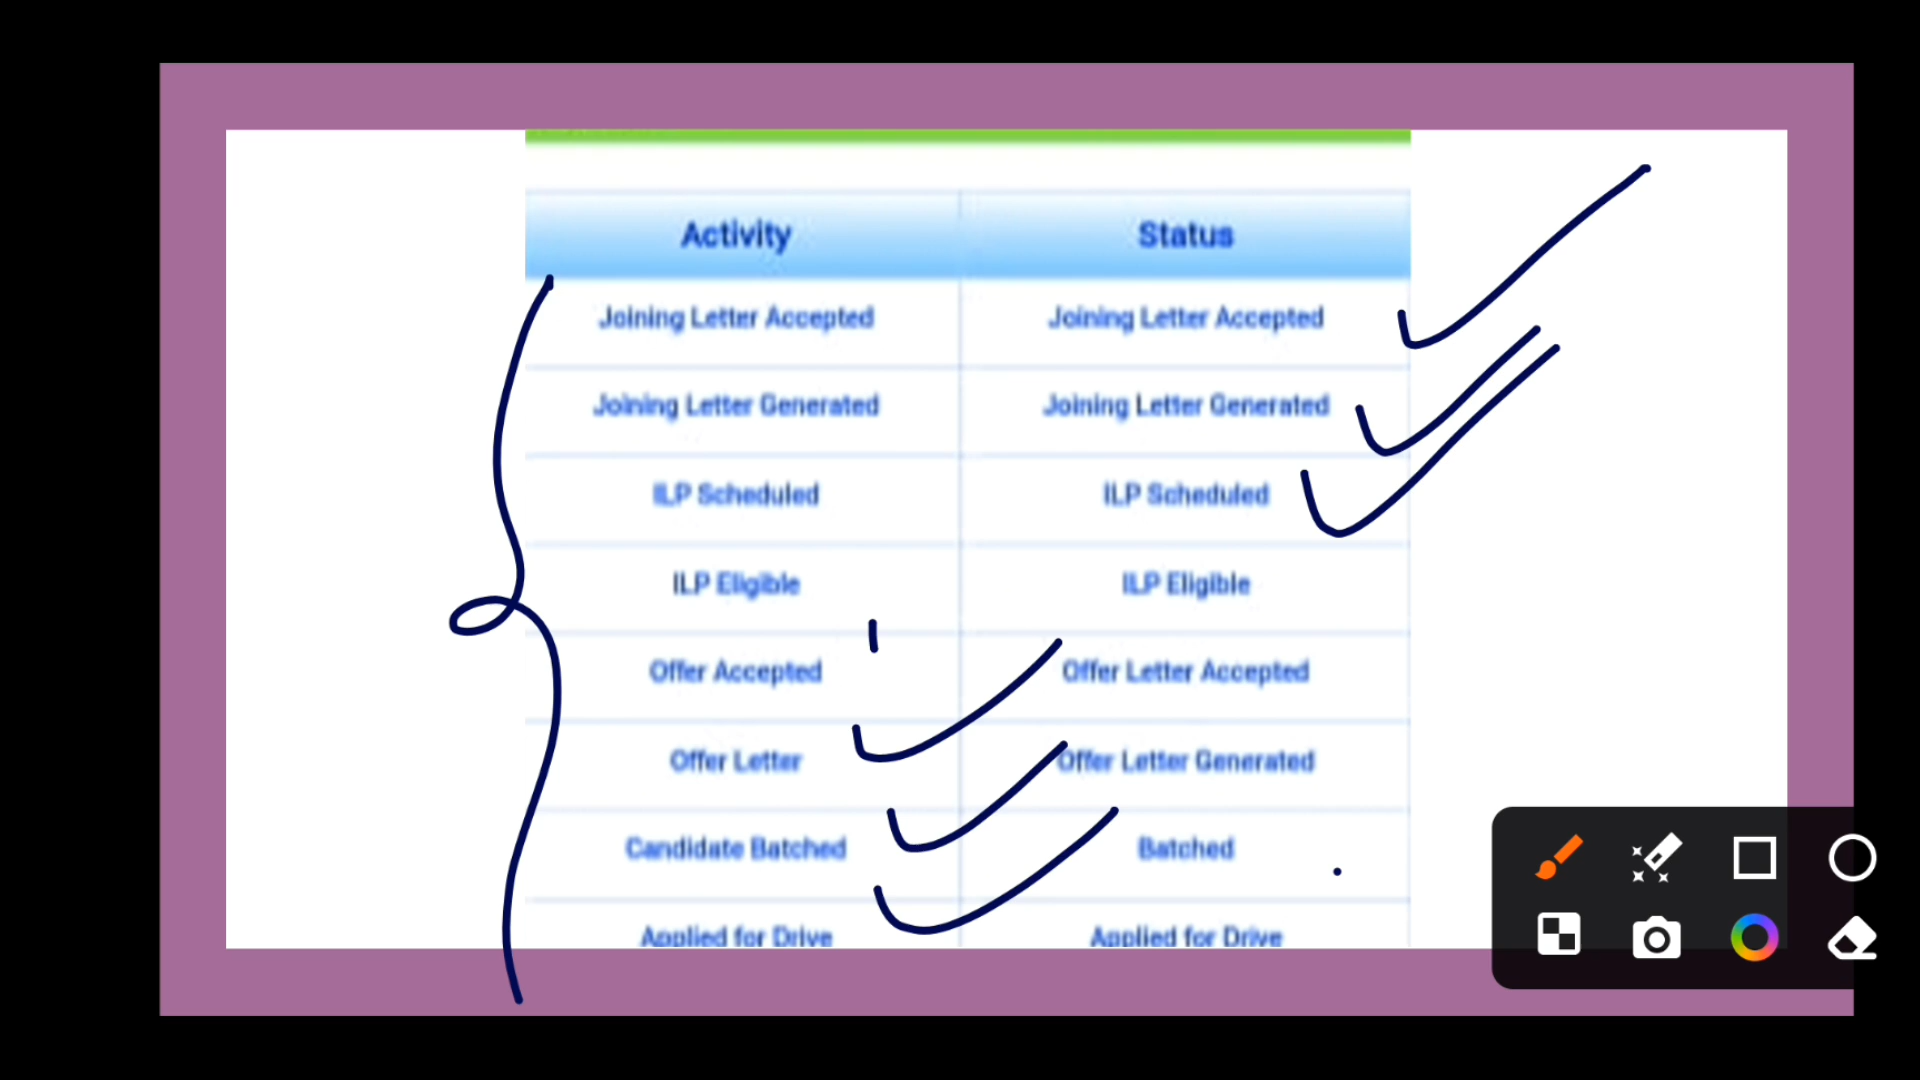 Activity Status
Joining Letter Accepted Joining Letter Accepted
Joining Letter Generated Joining Letter Generated
ILP Scheduled ILP Scheduled
ILP Eligible ILP Eligible
Offer Accepted Offer Letter Accepted
Offer Letter Offer Letter Generated
Candidate Batched Batched
Applied for Drive Applied for Drive